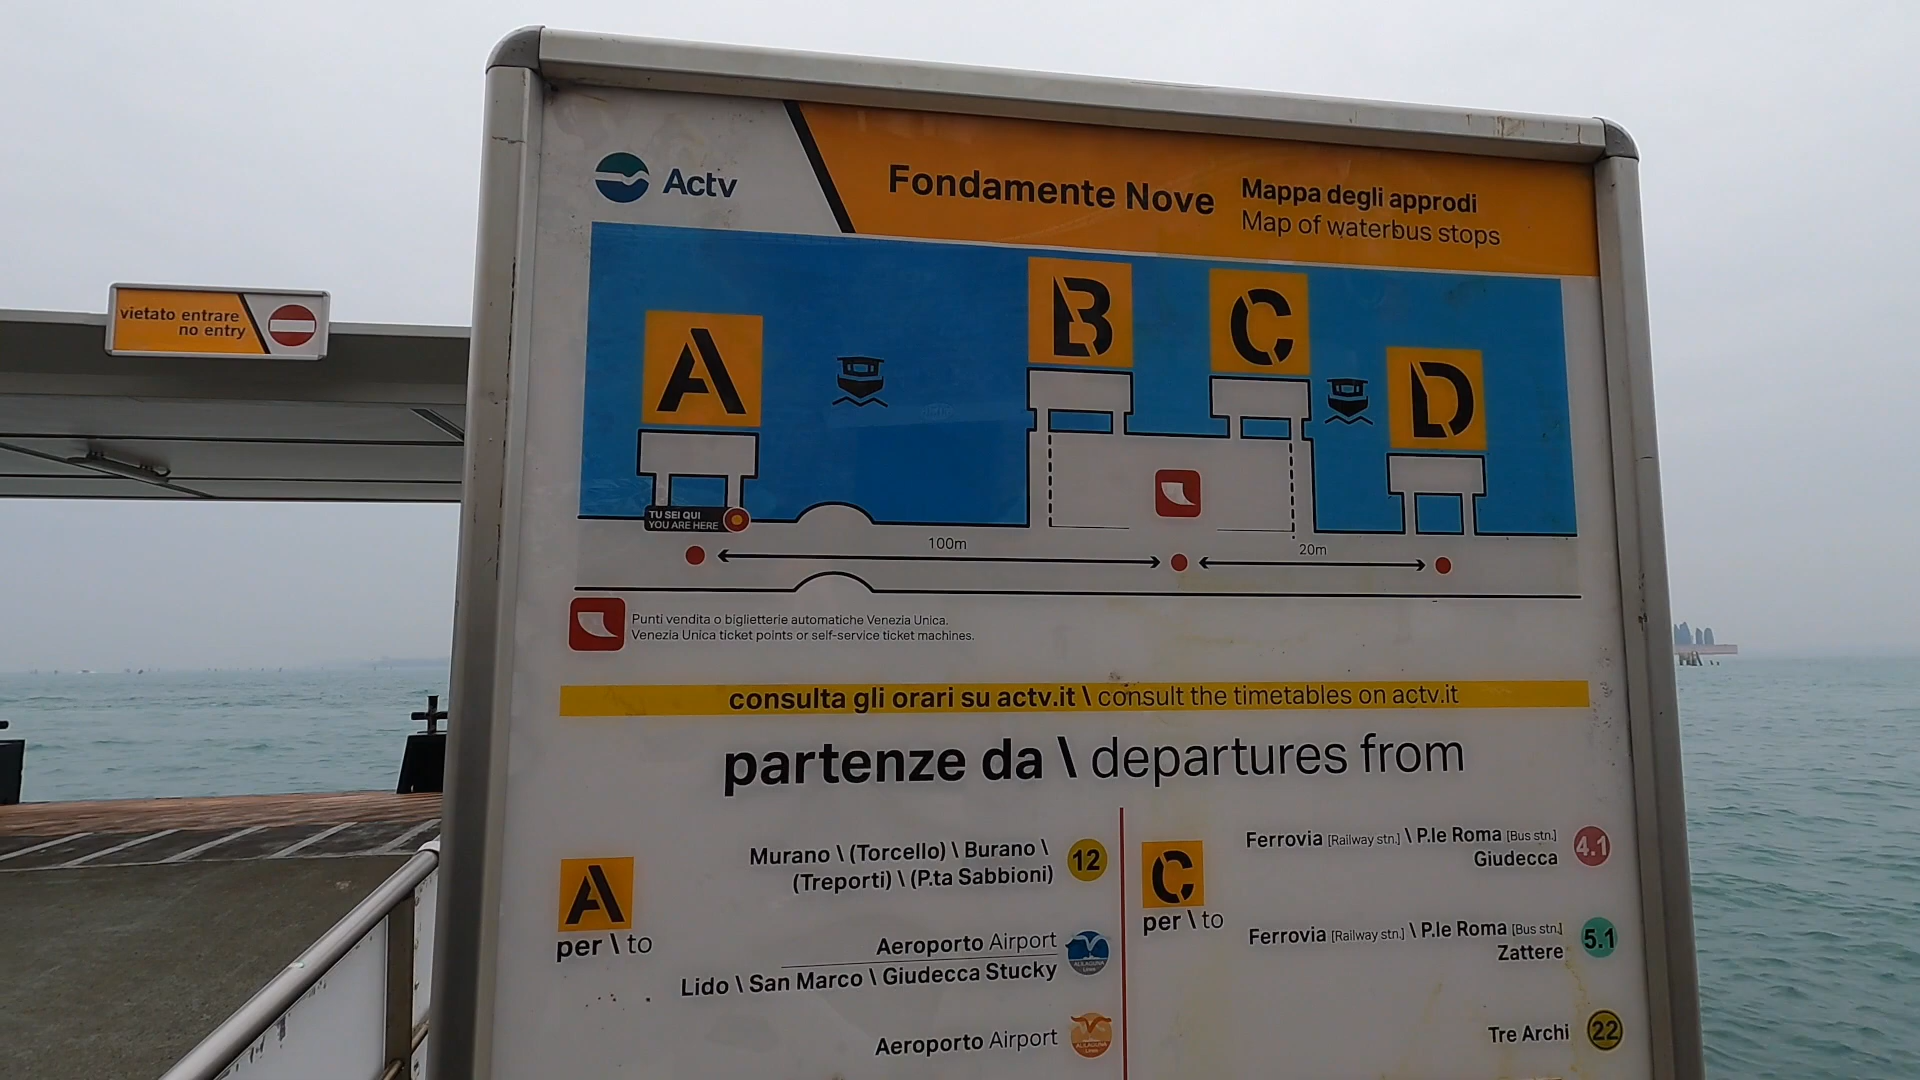 vietato entrare
no entry
Actv
Fondamente Nove
Mappa degli approdi
Map of waterbus stops
A
B
C
D
TU SEI QUI
YOU ARE HERE
100m
20m
Punti vendita o biglietterie automatiche Venezia Unica.
Venezia Unica ticket points or self-service ticket machines.
consulta gli orari su actv.it \ consult the timetables on actv.it
partenze da \ departures from
A
per \ to
Murano \ (Torcello) \ Burano \
(Treporti) \ (P.ta Sabbioni)
12
Aeroporto Airport
Lido \ San Marco \ Giudecca Stucky
ALILAGUNA
Lines
Aeroporto Airport
ALILAGUNA
Lines
C
per \ to
Ferrovia [Railway stn.] \ P.le Roma [Bus stn.]
Giudecca
4.1
Ferrovia [Railway stn.] \ P.le Roma [Bus stn.]
Zattere
5.1
Tre Archi
22